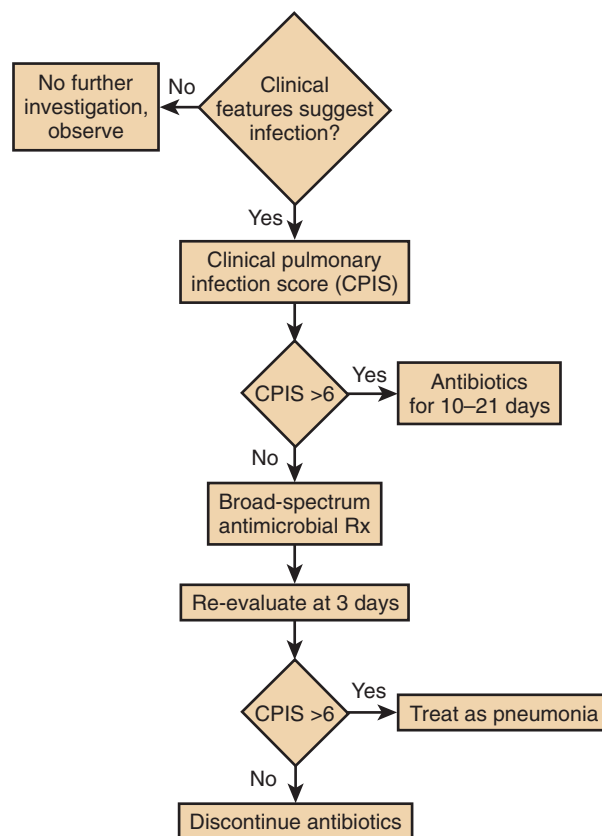 Clinical
features suggest
infection?
No
No further
investigation,
observe
Yes
Clinical pulmonary
infection score (CPIS)
CPIS >6
Yes
Antibiotics
for 10–21 days
No
Broad-spectrum
antimicrobial Rx
Re-evaluate at 3 days
CPIS >6
Yes
Treat as pneumonia
No
Discontinue antibiotics